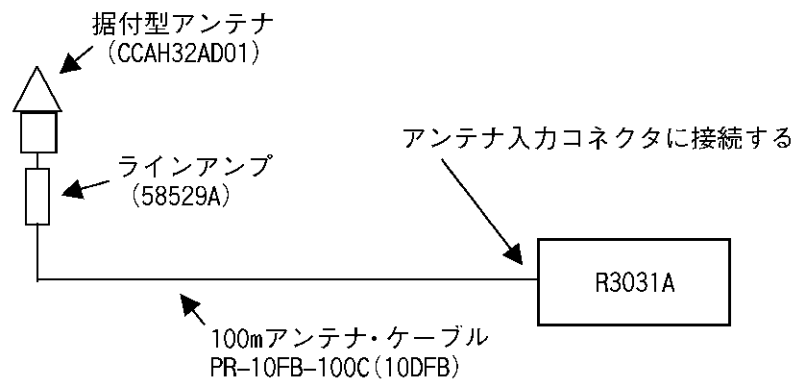 据付型アンテナ
(CCAH32AD01)
アンテナ入力コネクタに接続する
ラインアンプ
(58529A)
R3031A
100mアンテナ・ケーブル
PR-10FB-100C(10DFB)